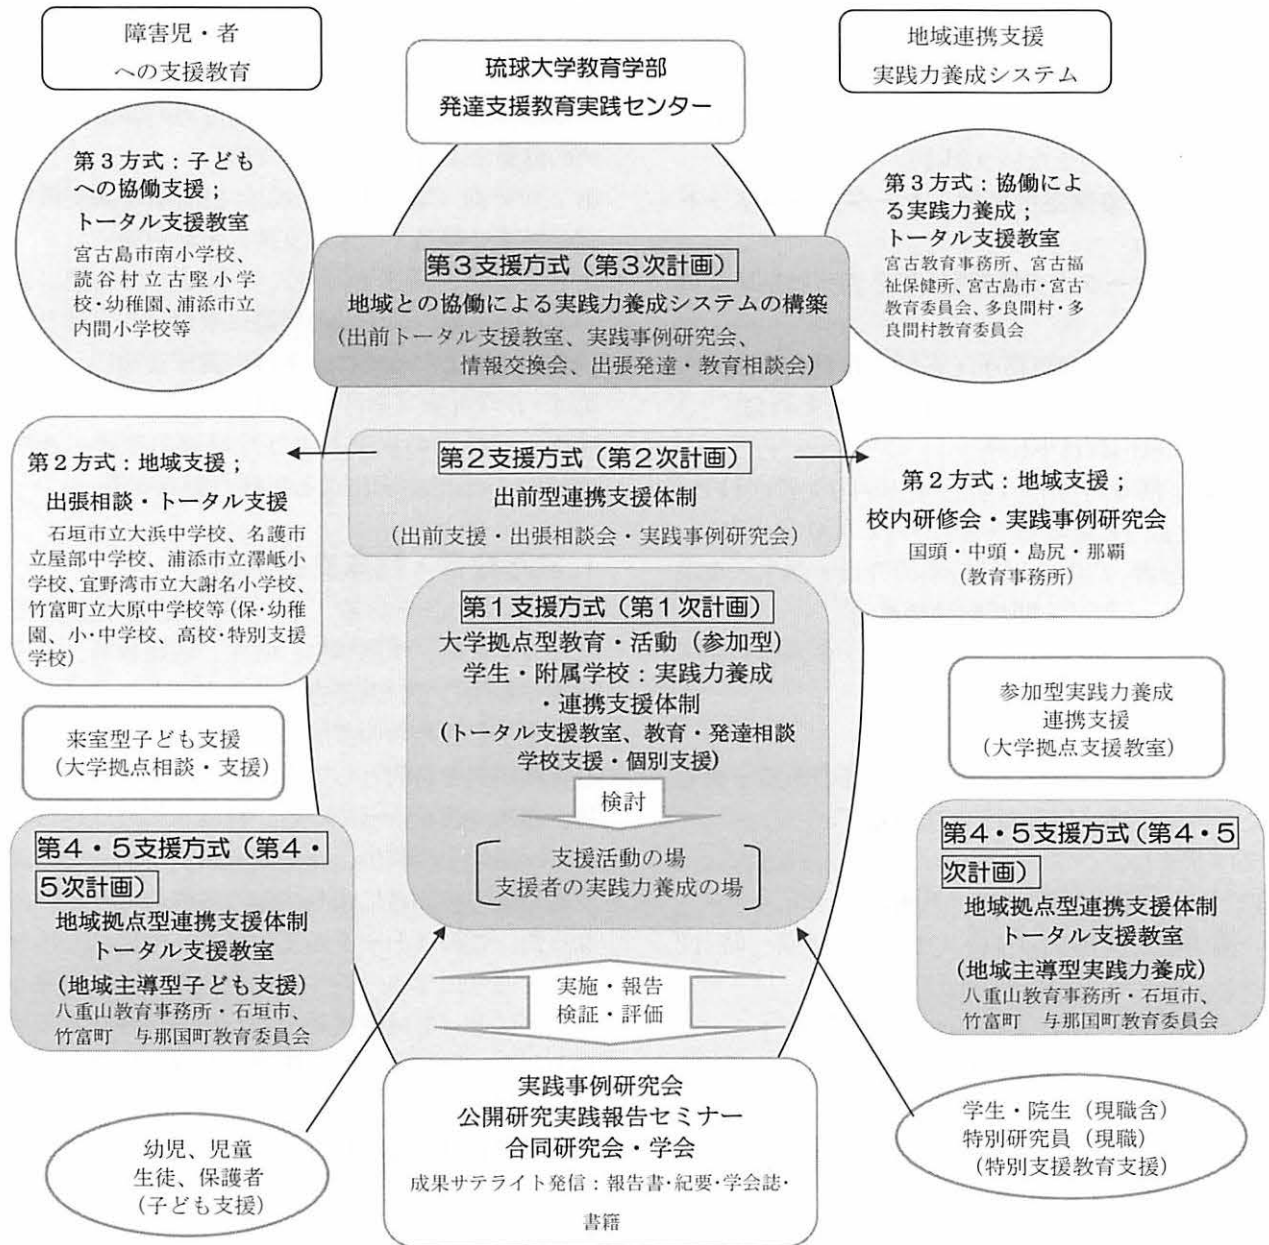 障害児・者
への支援教育
琉球大学教育学部
発達支援教育実践センター
地域連携支援
実践力養成システム
第3方式：子ども
への協働支援；
トータル支援教室
宮古島市南小学校、
読谷村立古堅小学
校・幼稚園、浦添市立
内間小学校等
第3支援方式（第3次計画）
地域との協働による実践力養成システムの構築
（出前トータル支援教室、実践事例研究会、
情報交換会、出張発達・教育相談会）
第3方式：協働によ
る実践力養成；
トータル支援教室
宮古教育事務所、宮古福
祉保健所、宮古島市・宮古
教育委員会、多良間村・多
良間村教育委員会
第2方式：地域支援；
出張相談・トータル支援
石垣市立大浜中学校、名護市
立屋部中学校、浦添市立澤岻小
学校、宜野湾市立大謝名小学校、
竹富町立大原中学校等（保・幼稚
園、小・中学校、高校・特別支援
学校）
第2支援方式（第2次計画）
出前型連携支援体制
（出前支援・出張相談会・実践事例研究会）
第2方式：地域支援；
校内研修会・実践事例研究会
国頭・中頭・島尻・那覇
（教育事務所）
第1支援方式（第1次計画）
大学拠点型教育・活動（参加型）
学生・附属学校：実践力養成
・連携支援体制
（トータル支援教室、教育・発達相談
学校支援・個別支援）
検討
支援活動の場
支援者の実践力養成の場
来室型子ども支援
（大学拠点相談・支援）
参加型実践力養成
連携支援
（大学拠点支援教室）
第4・5支援方式（第4・
5次計画）
地域拠点型連携支援体制
トータル支援教室
（地域主導型子ども支援）
八重山教育事務所・石垣市、
竹富町　与那国町教育委員会
第4・5支援方式（第4・5
次計画）
地域拠点型連携支援体制
トータル支援教室
（地域主導型実践力養成）
八重山教育事務所・石垣市、
竹富町　与那国町教育委員会
実施・報告
検証・評価
実践事例研究会
公開研究実践報告セミナー
合同研究会・学会
成果サテライト発信：報告書・紀要・学会誌・
書籍
幼児、児童
生徒、保護者
（子ども支援）
学生・院生（現職含）
特別研究員（現職）
（特別支援教育支援）